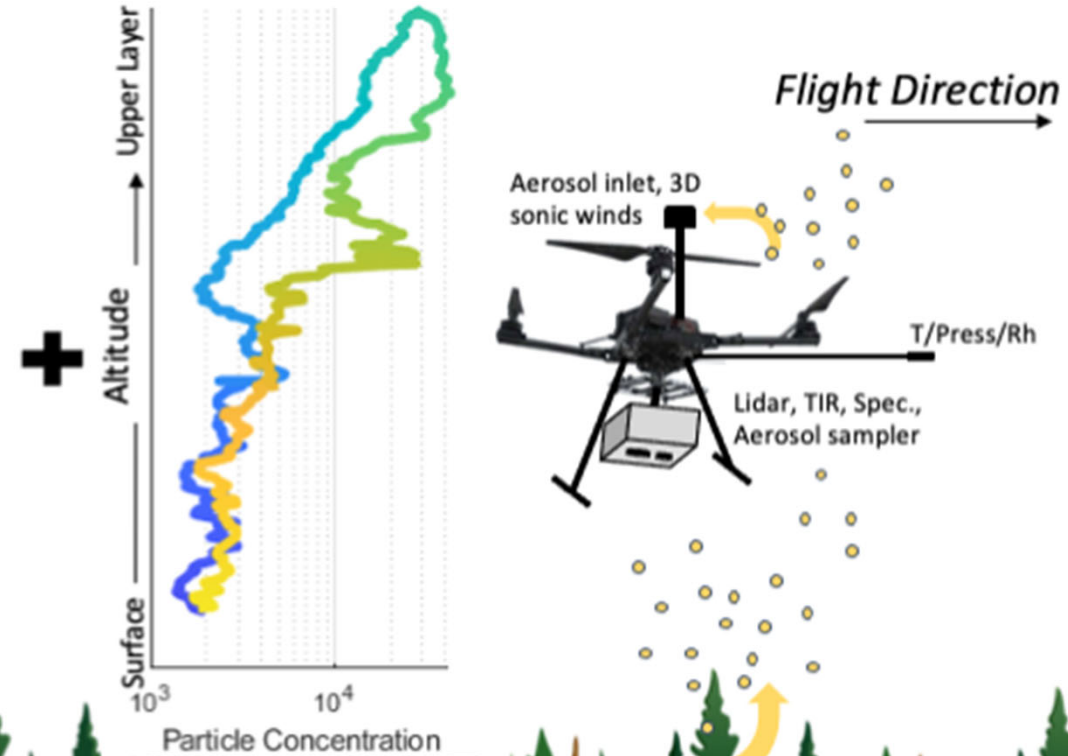 Upper Layer
Altitude
Surface
10³
10⁴
Particle Concentration
Flight Direction
Aerosol inlet, 3D
sonic winds
T/Press/Rh
Lidar, TIR, Spec.,
Aerosol sampler